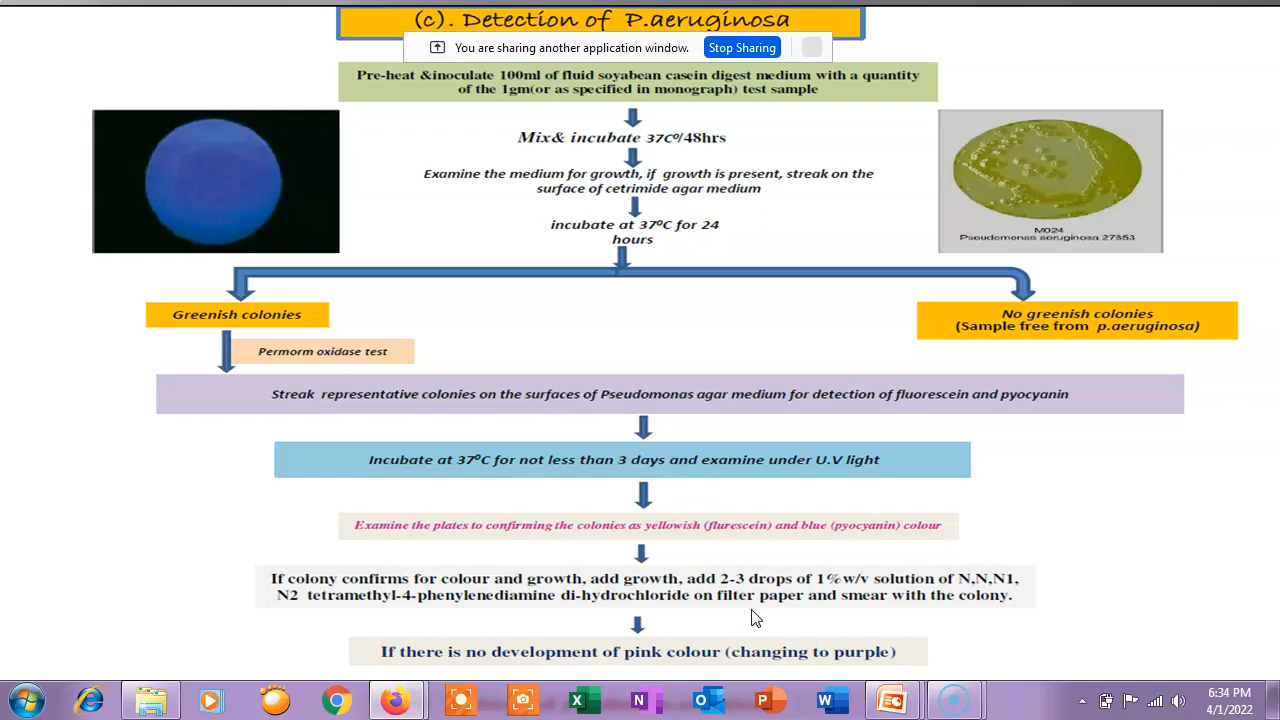 (c). Detection of P.aeruginosa
You are sharing another application window. Stop Sharing
Pre-heat &inoculate 100ml of fluid soyabean casein digest medium with a quantity
of the 1gm(or as specified in monograph) test sample
Mix& incubate 37C⁰/48hrs
Examine the medium for growth, if growth is present, streak on the
surface of cetrimide agar medium
incubate at 37⁰C for 24
hours
M024
Pseudomonas aeruginosa 27853
Greenish colonies
No greenish colonies
(Sample free from p.aeruginosa)
Permorm oxidase test
Streak representative colonies on the surfaces of Pseudomonas agar medium for detection of fluorescein and pyocyanin
Incubate at 37⁰C for not less than 3 days and examine under U.V light
Examine the plates to confirming the colonies as yellowish (flurescein) and blue (pyocyanin) colour
If colony confirms for colour and growth, add growth, add 2-3 drops of 1%w/v solution of N,N,N1,
N2 tetramethyl-4-phenylenediamine di-hydrochloride on filter paper and smear with the colony.
If there is no development of pink colour (changing to purple)
6:34 PM
4/1/2022